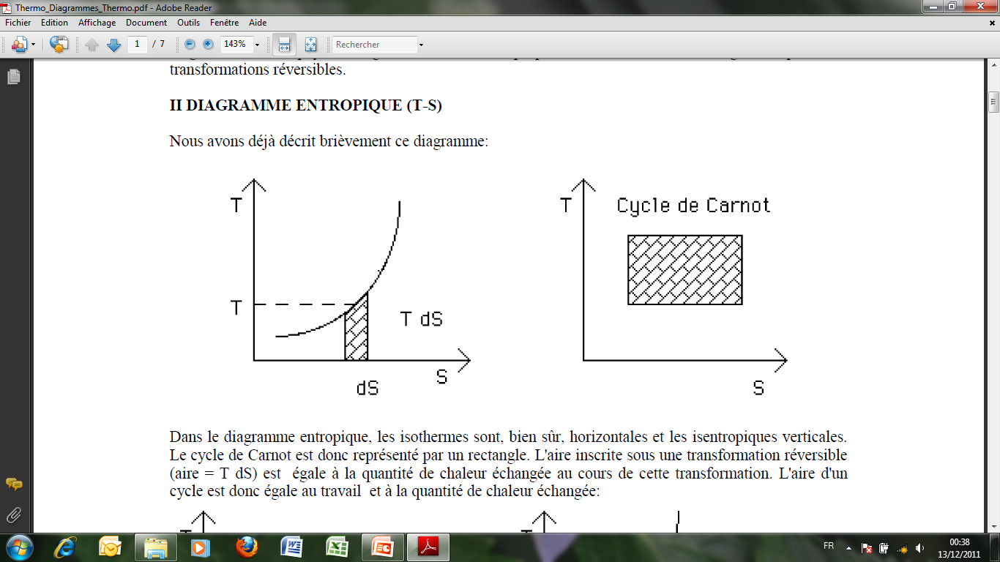 Thermo_Diagrammes_Thermo.pdf - Adobe Reader
Fichier Edition Affichage Document Outils Fenêtre Aide
1 / 7 143% Rechercher
transformations réversibles.
II DIAGRAMME ENTROPIQUE (T-S)
Nous avons déjà décrit brièvement ce diagramme:
T
T
T dS
S
dS
T
Cycle de Carnot
S
Dans le diagramme entropique, les isothermes sont, bien sûr, horizontales et les isentropiques verticales.
Le cycle de Carnot est donc représenté par un rectangle. L'aire inscrite sous une transformation réversible
(aire = T dS) est égale à la quantité de chaleur échangée au cours de cette transformation. L'aire d'un
cycle est donc égale au travail et à la quantité de chaleur échangée:
FR
00:38
13/12/2011